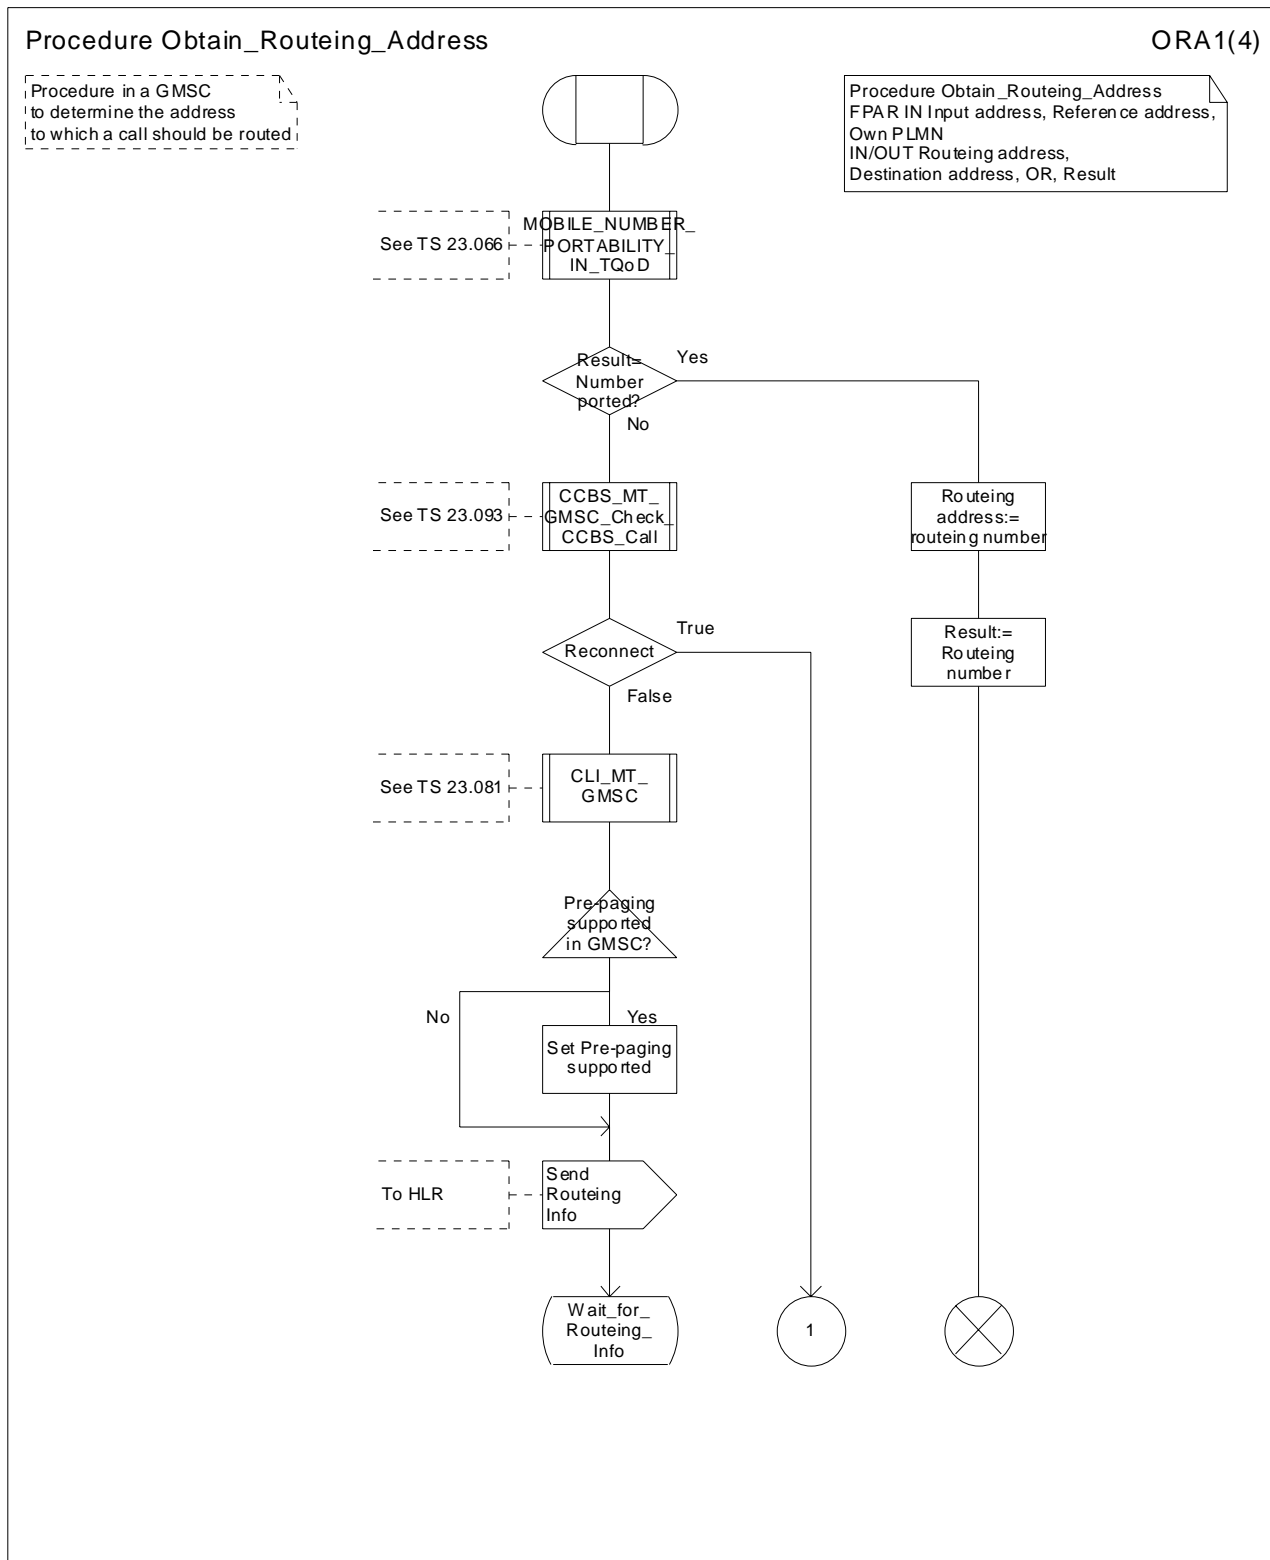 Procedure Obtain_Routeing_Address
ORA1(4)
Procedure in a GMSC
to determine the address
to which a call should be routed
Procedure Obtain_Routeing_Address
FPAR IN Input address, Reference address,
Own PLMN
IN/OUT Routeing address,
Destination address, OR, Result
See TS 23.066
MOBILE_NUMBER_
PORTABILITY_
IN_TQoD
Result=
Number
ported?
Yes
No
See TS 23.093
CCBS_MT_
GMSC_Check_
CCBS_Call
Routeing
address:=
routeing number
Reconnect
True
False
Result:=
Routeing
number
See TS 23.081
CLI_MT_
GMSC
Pre-paging
supported
in GMSC?
No
Yes
Set Pre-paging
supported
To HLR
Send
Routeing
Info
Wait_for_
Routeing_
Info
1